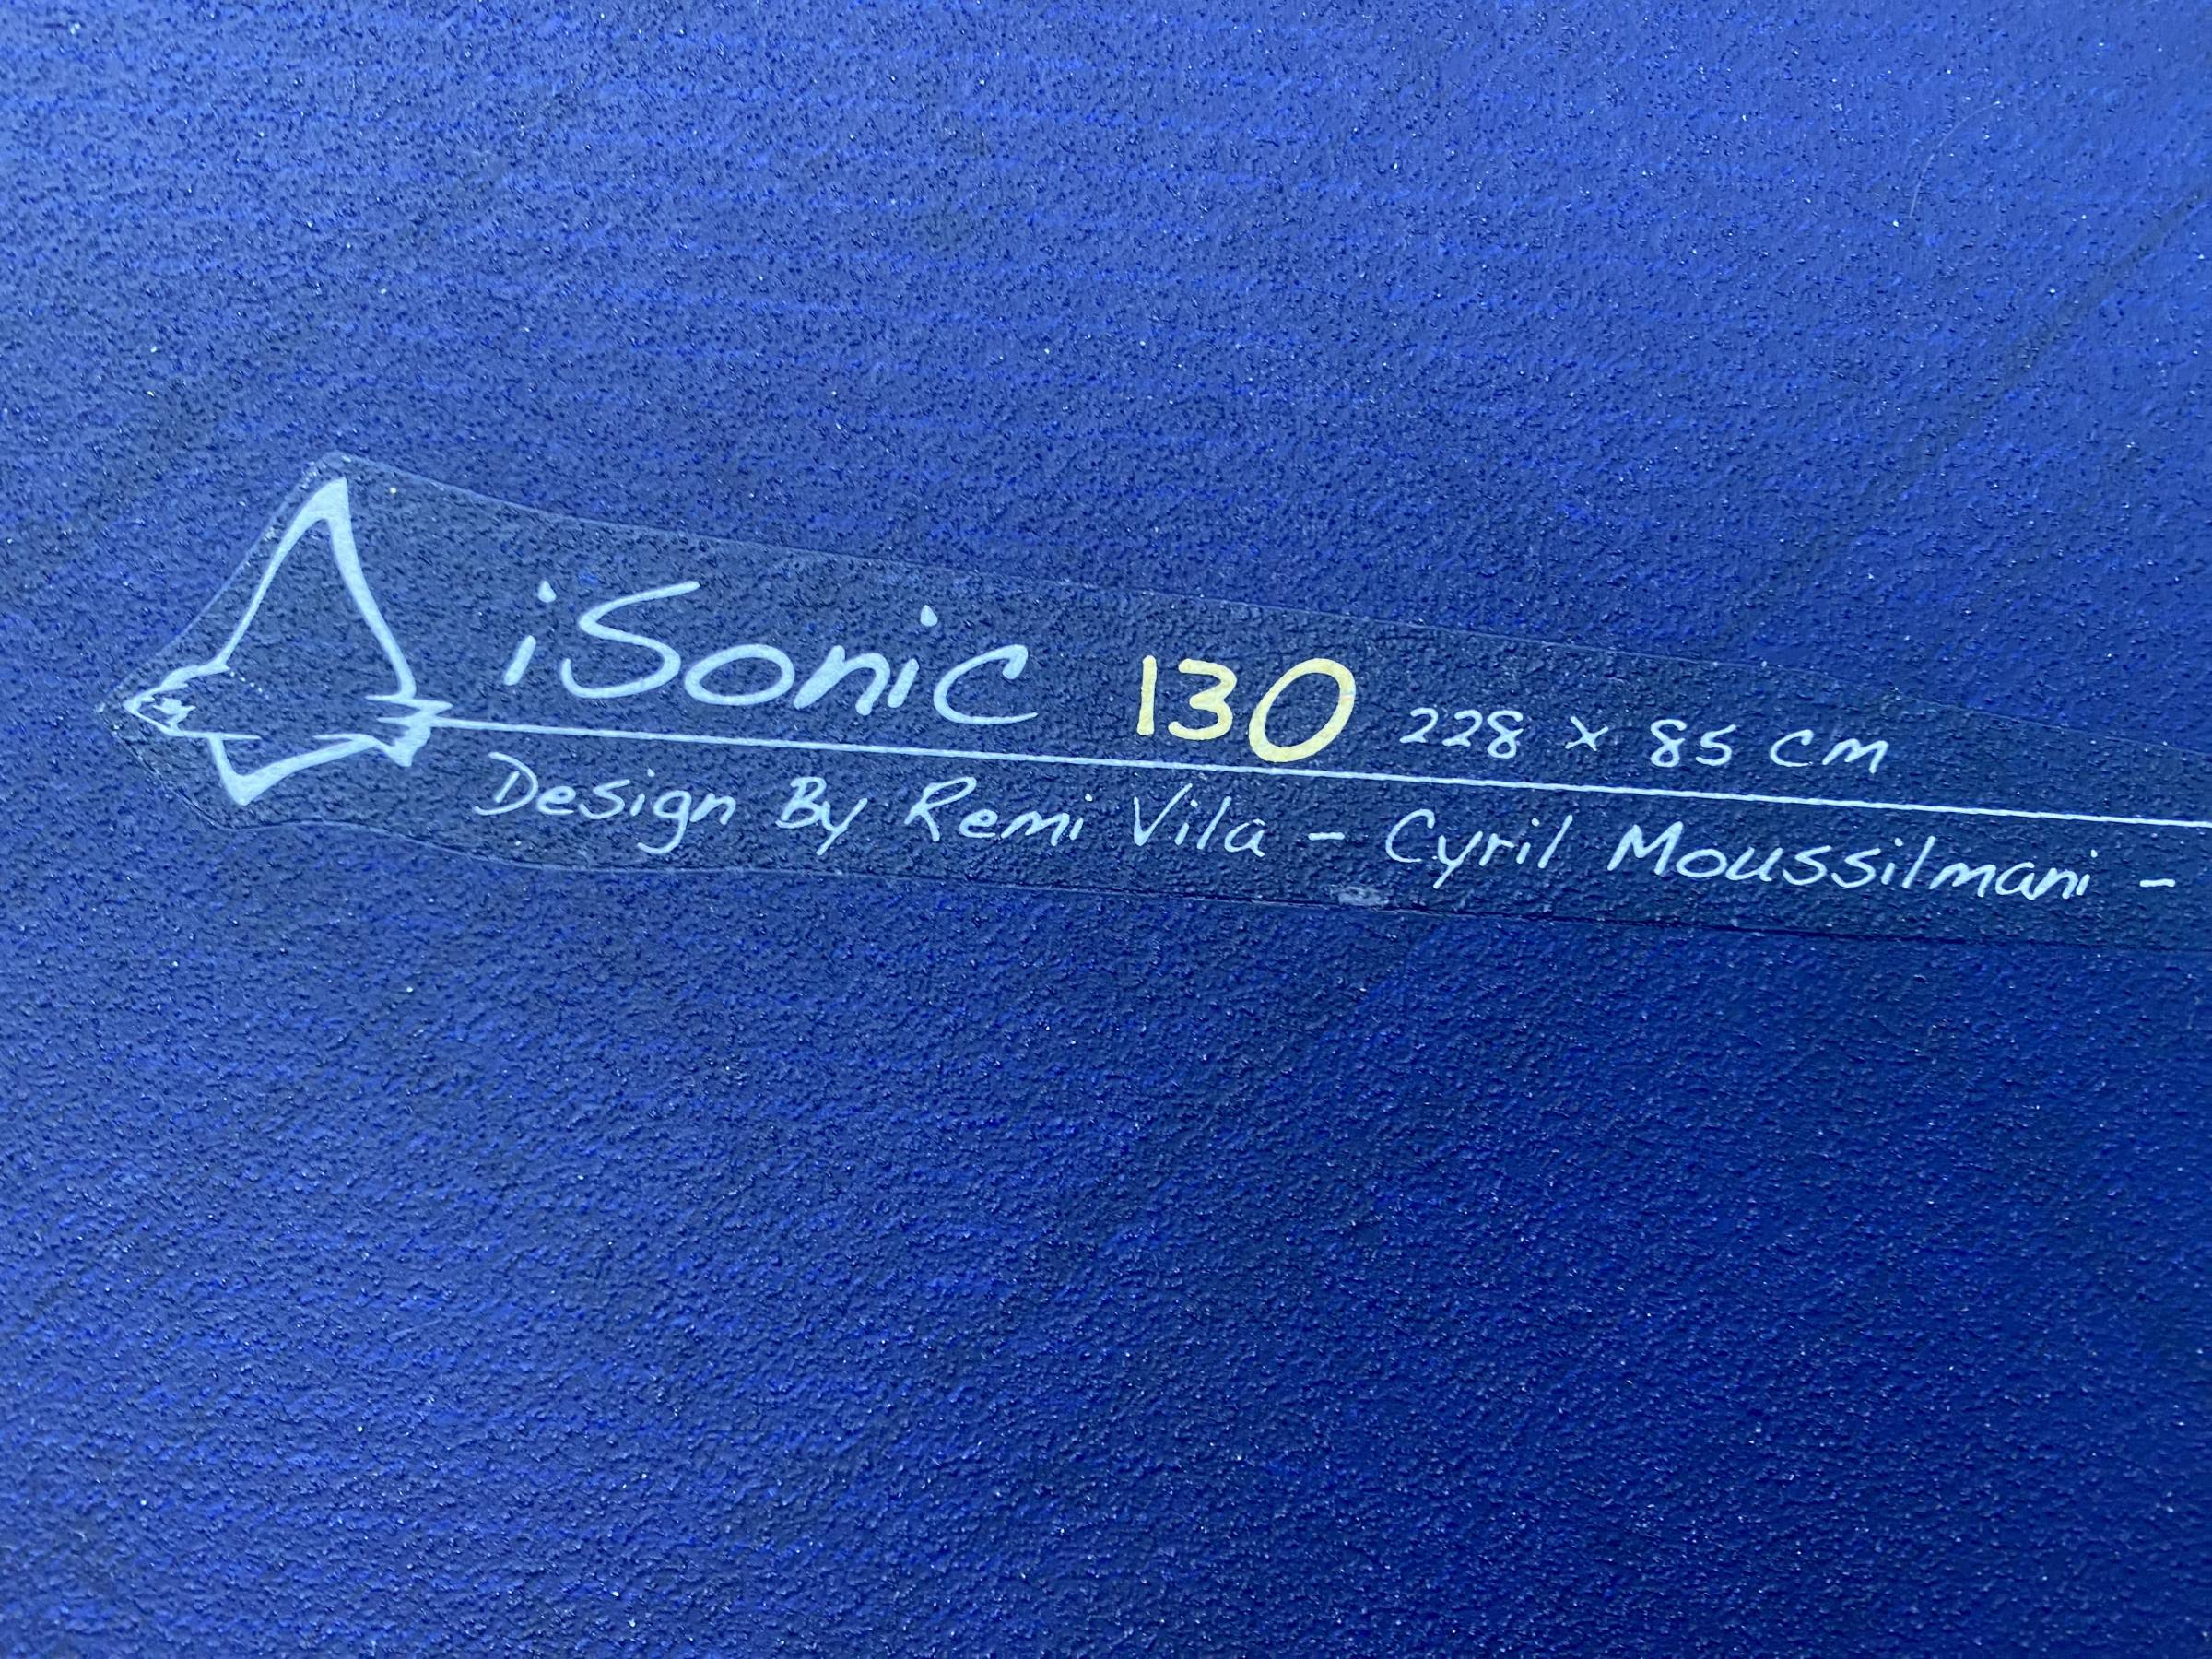 iSonic 130 228 x 85 cm
Design By Remi Vila - Cyril Moussilmani -